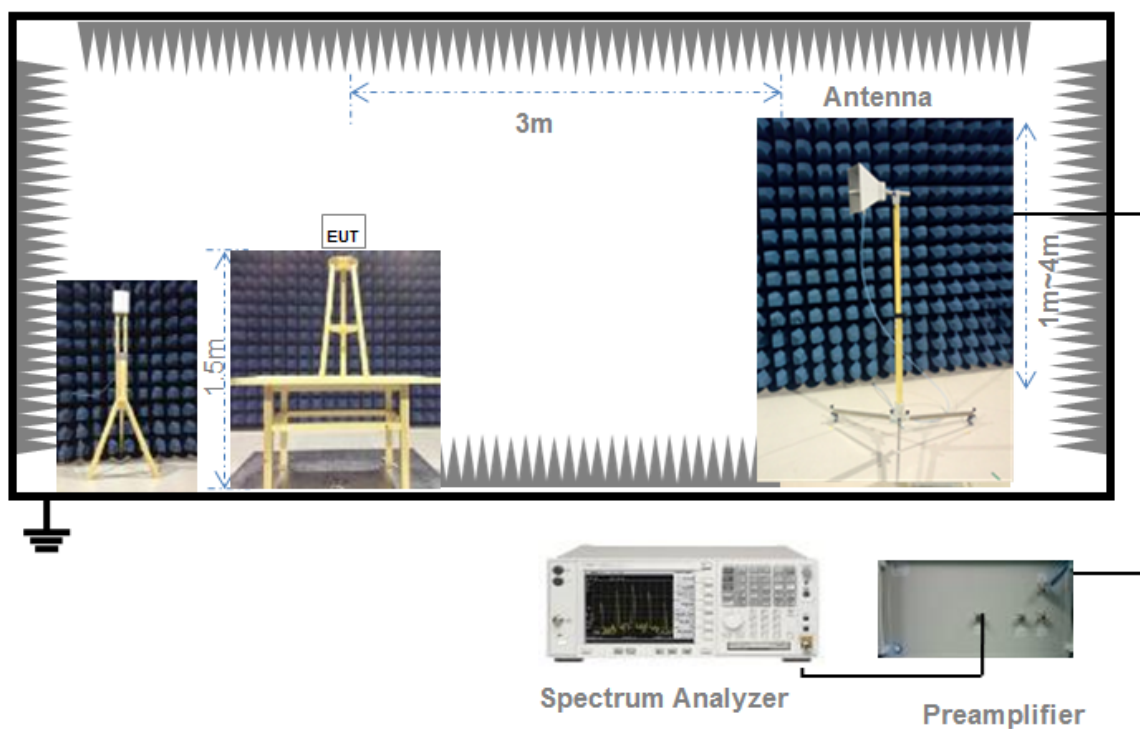 Antenna
3m
EUT
1.5m
1m~4m
Spectrum Analyzer
Preamplifier